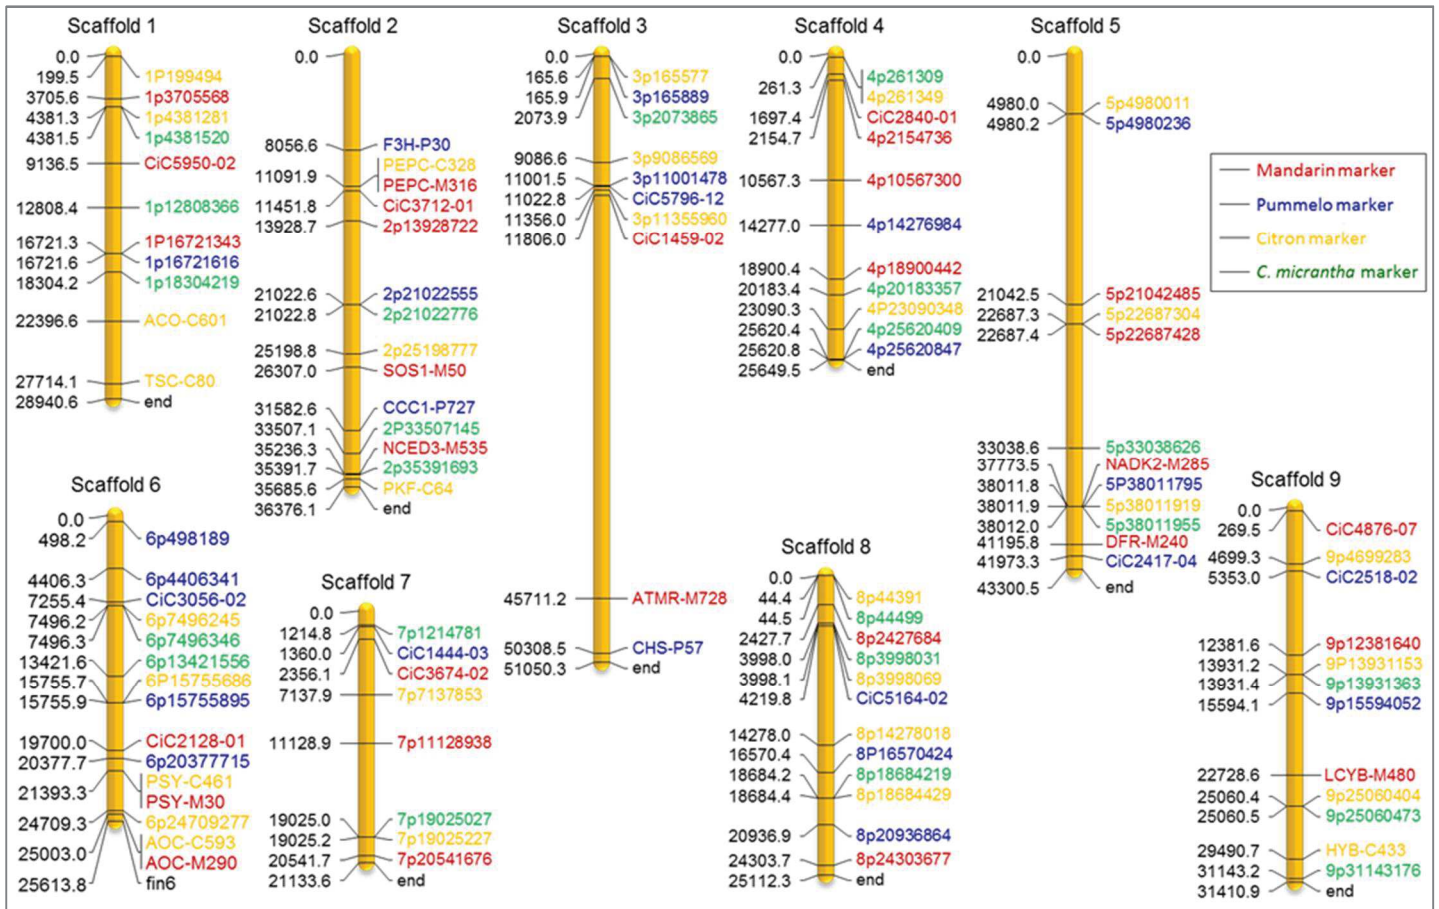 Scaffold 1
0.0
199.5 1P199494
3705.6 1p3705568
4381.3 1p4381281
4381.5 1p4381520
9136.5 CiC5950-02
12808.4 1p12808366
16721.3 1P16721343
16721.6 1p16721616
18304.2 1p18304219
22396.6 ACO-C601
27714.1 TSC-C80
28940.6 end
Scaffold 2
0.0
8056.6 F3H-P30
PEPC-C328
11091.9 PEPC-M316
11451.8 CiC3712-01
13928.7 2p13928722
21022.6 2p21022555
21022.8 2p21022776
25198.8 2p25198777
26307.0 SOS1-M50
31582.6 CCC1-P727
33507.1 2P33507145
35236.3 NCED3-M535
35391.7 2p35391693
35685.6 PKF-C64
36376.1 end
Scaffold 3
0.0
165.6 3p165577
165.9 3p165889
2073.9 3p2073865
9086.6 3p9086569
11001.5 3p11001478
11022.8 CiC5796-12
11356.0 3p11355960
11806.0 CiC1459-02
45711.2 ATMR-M728
50308.5 CHS-P57
51050.3 end
Scaffold 4
0.0
4p261309
261.3 4p261349
1697.4 CiC2840-01
2154.7 4p2154736
10567.3 4p10567300
14277.0 4p14276984
18900.4 4p18900442
20183.4 4p20183357
23090.3 4P23090348
25620.4 4p25620409
25620.8 4p25620847
25649.5 end
Scaffold 5
0.0
4980.0 5p4980011
4980.2 5p4980236
21042.5 5p21042485
22687.3 5p22687304
22687.4 5p22687428
33038.6 5p33038626
37773.5 NADK2-M285
38011.8 5P38011795
38011.9 5p38011919
38012.0 5p38011955
41195.8 DFR-M240
41973.3 CiC2417-04
43300.5 end
Mandarin marker
Pummelo marker
Citron marker
C. micrantha marker
Scaffold 6
0.0
498.2 6p498189
4406.3 6p4406341
7255.4 CiC3056-02
7496.2 6p7496245
7496.3 6p7496346
13421.6 6p13421556
15755.7 6P15755686
15755.9 6p15755895
19700.0 CiC2128-01
20377.7 6p20377715
PSY-C461
21393.3 PSY-M30
24709.3 6p24709277
AOC-C593
25003.0 AOC-M290
25613.8 fin6
Scaffold 7
0.0
1214.8 7p1214781
1360.0 CiC1444-03
2356.1 CiC3674-02
7137.9 7p7137853
11128.9 7p11128938
19025.0 7p19025027
19025.2 7p19025227
20541.7 7p20541676
21133.6 end
Scaffold 8
0.0
44.4 8p44391
44.5 8p44499
2427.7 8p2427684
3998.0 8p3998031
3998.1 8p3998069
4219.8 CiC5164-02
14278.0 8p14278018
16570.4 8P16570424
18684.2 8p18684219
18684.4 8p18684429
20936.9 8p20936864
24303.7 8p24303677
25112.3 end
Scaffold 9
0.0
269.5 CiC4876-07
4699.3 9p4699283
5353.0 CiC2518-02
12381.6 9p12381640
13931.2 9P13931153
13931.4 9p13931363
15594.1 9p15594052
22728.6 LCYB-M480
25060.4 9p25060404
25060.5 9p25060473
29490.7 HYB-C433
31143.2 9p31143176
31410.9 end